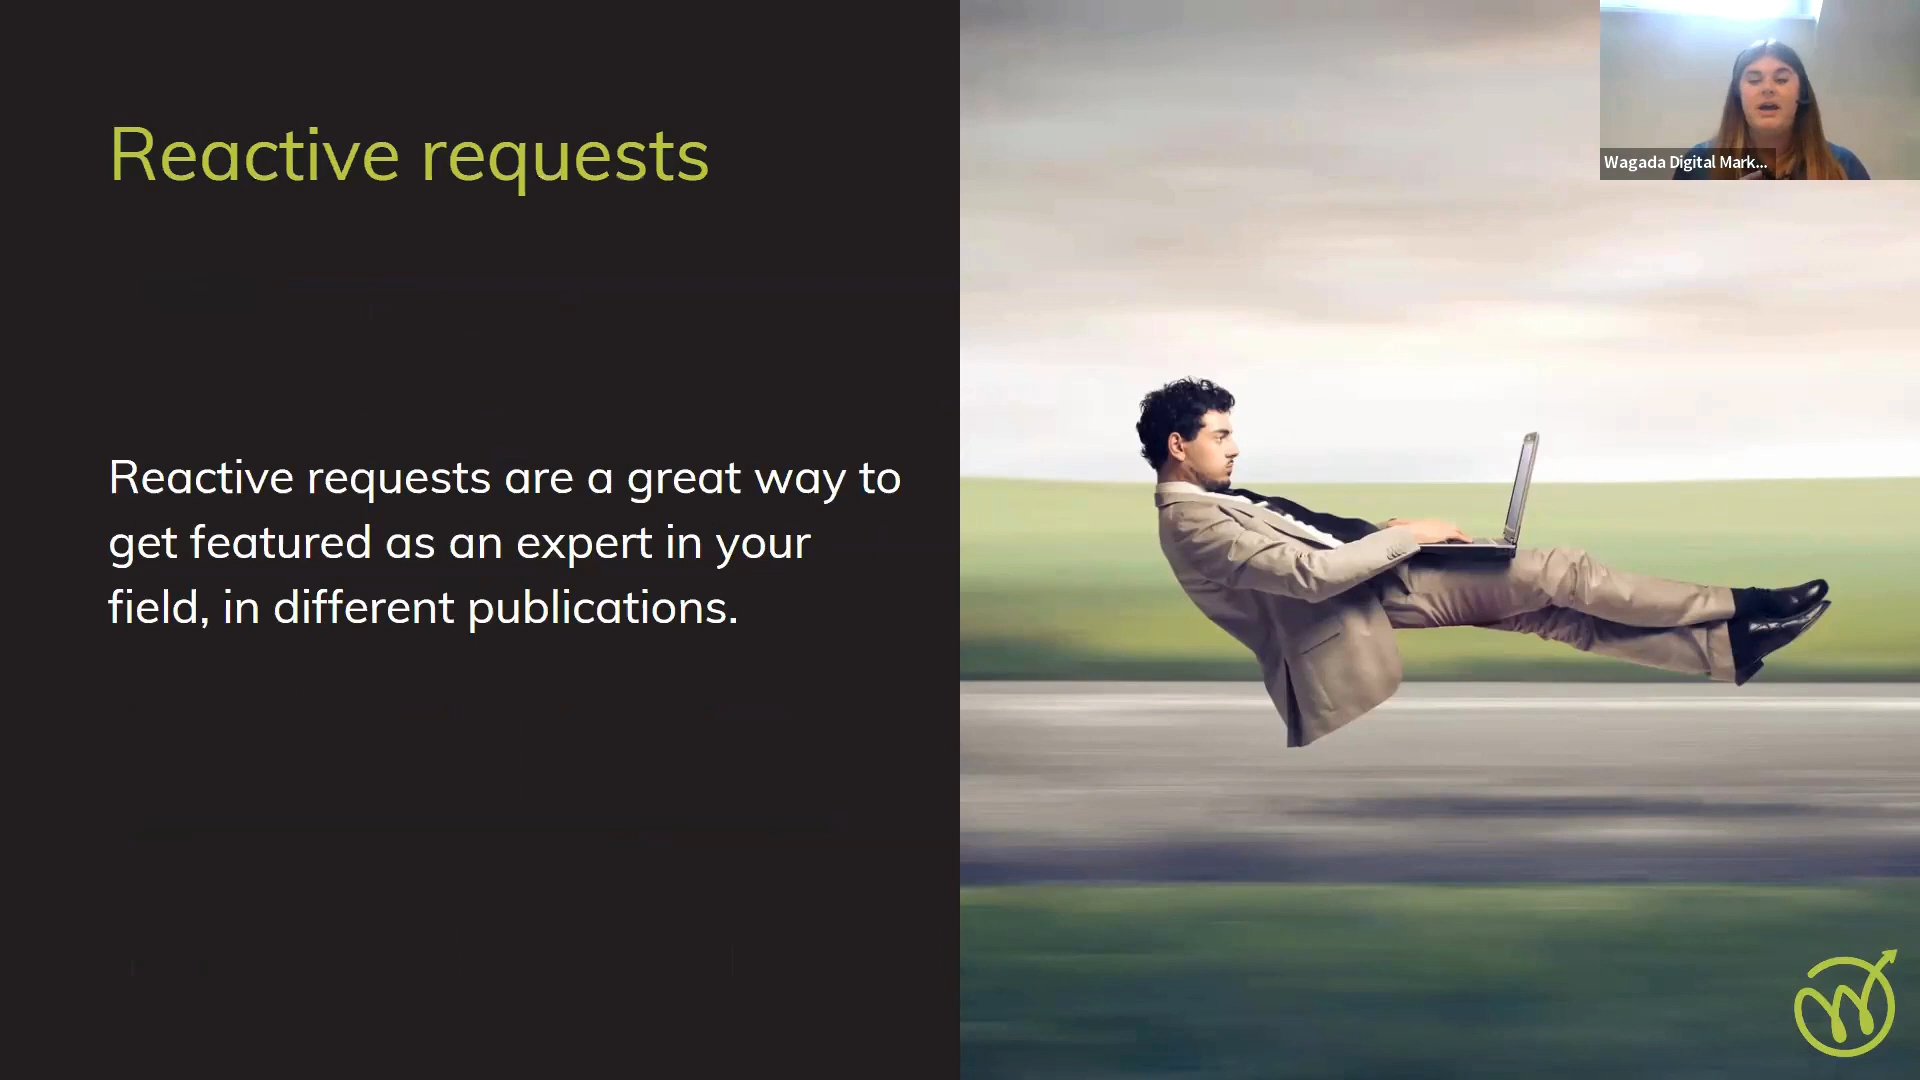 Reactive requests
Wagada Digital Mark...
Reactive requests are a great way to
get featured as an expert in your
field, in different publications.